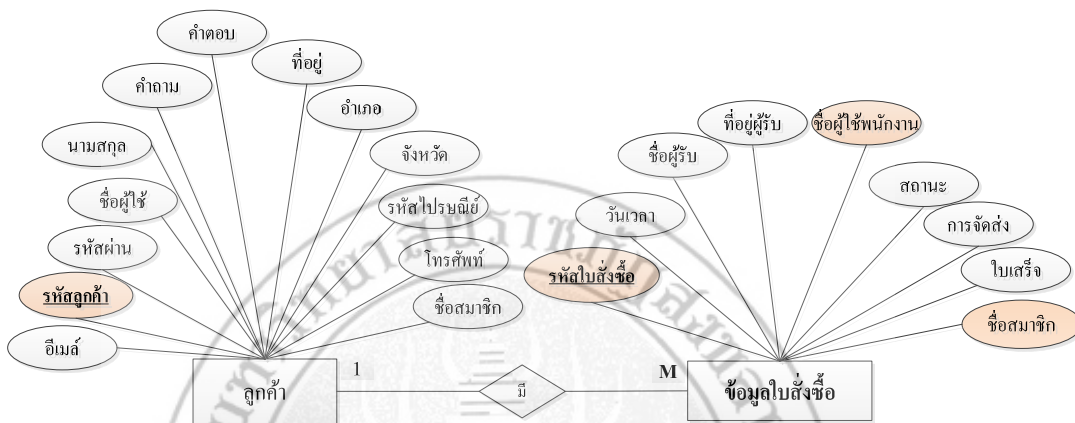 คำตอบ
ที่อยู่
คำถาม
อำเภอ
นามสกุล
จังหวัด
ชื่อผู้ใช้
รหัสไปรษณีย์
รหัสผ่าน
โทรศัพท์
รหัสลูกค้า
ชื่อสมาชิก
อีเมล์
ลูกค้า
1
มี
M
ที่อยู่ผู้รับ
ชื่อผู้ใช้พนักงาน
ชื่อผู้รับ
สถานะ
วันเวลา
การจัดส่ง
รหัสใบสั่งซื้อ
ใบเสร็จ
ชื่อสมาชิก
ข้อมูลใบสั่งซื้อ